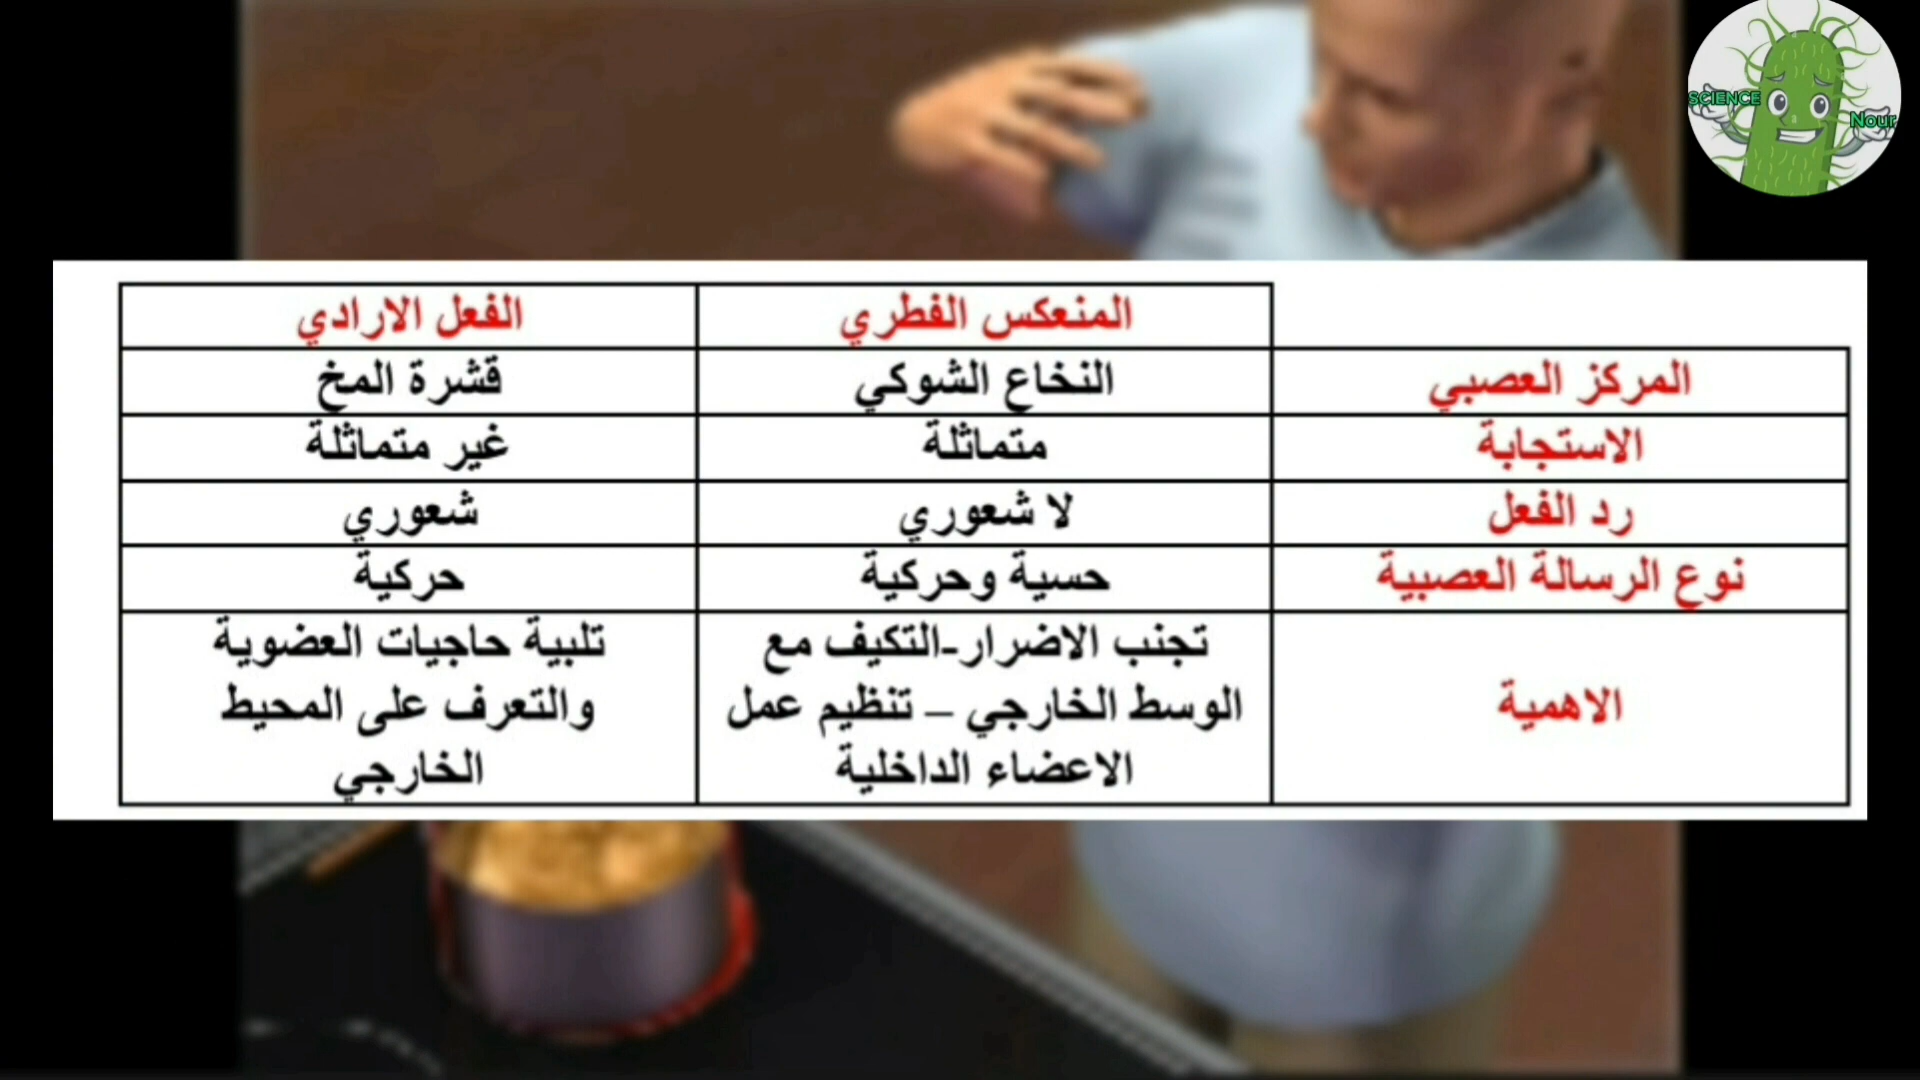 SCIENCE
Nour
المنعكس الفطري
الفعل الارادي
المركز العصبي
النخاع الشوكي
قشرة المخ
الاستجابة
متماثلة
غير متماثلة
رد الفعل
لا شعوري
شعوري
نوع الرسالة العصبية
حسية وحركية
حركية
الاهمية
تجنب الاضرار-التكيف مع
الوسط الخارجي – تنظيم عمل
الاعضاء الداخلية
تلبية حاجيات العضوية
والتعرف على المحيط
الخارجي